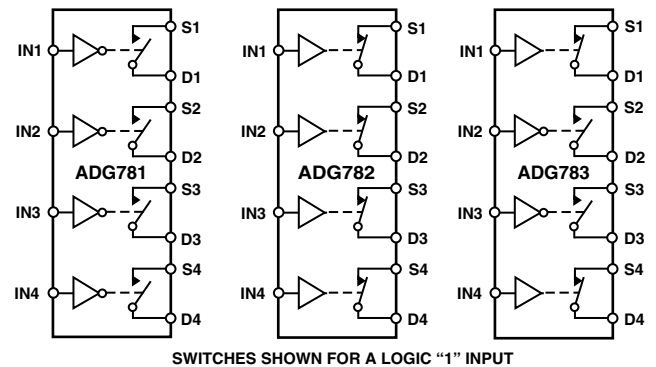 S1
IN1
D1
S2
IN2
D2
ADG781
S3
IN3
D3
S4
IN4
D4
S1
IN1
D1
S2
IN2
D2
ADG782
S3
IN3
D3
S4
IN4
D4
S1
IN1
D1
S2
IN2
D2
ADG783
S3
IN3
D3
S4
IN4
D4
SWITCHES SHOWN FOR A LOGIC “1” INPUT